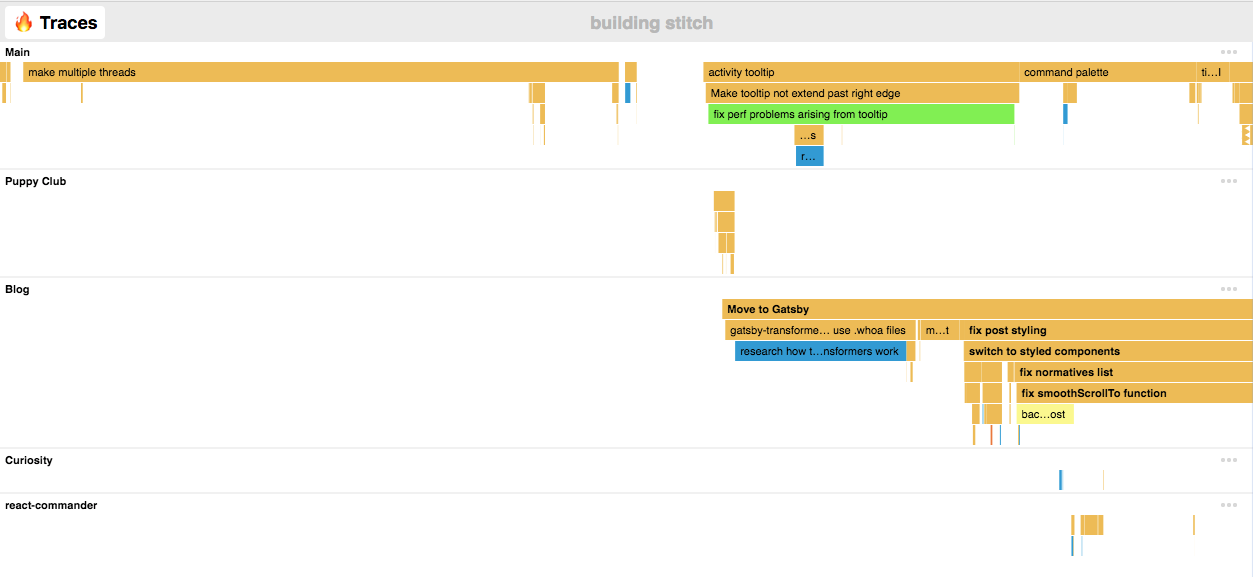 🔥 Traces
building stitch
Main
make multiple threads
activity tooltip
command palette
ti…l
Make tooltip not extend past right edge
fix perf problems arising from tooltip
…s
r…
Puppy Club
Blog
Move to Gatsby
gatsby-transforme… use .whoa files
m…t
fix post styling
research how t…nsformers work
switch to styled components
fix normatives list
fix smoothScrollTo function
bac…ost
Curiosity
react-commander